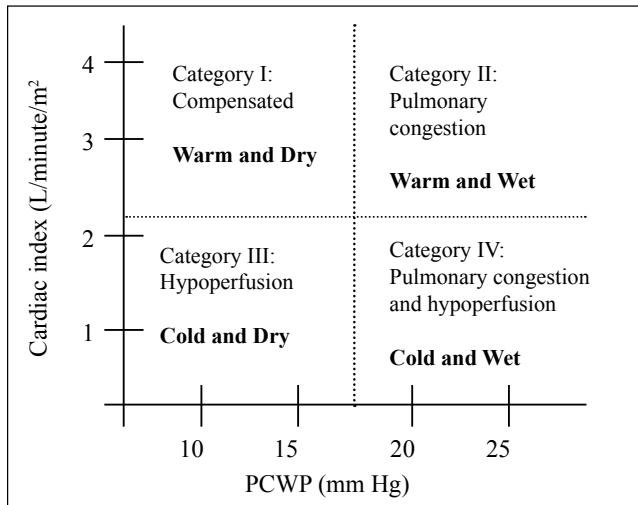 Cardiac index (L/minute/m²)
4
3
2
1
Category I:
Compensated
Warm and Dry
Category II:
Pulmonary
congestion
Warm and Wet
Category III:
Hypoperfusion
Cold and Dry
Category IV:
Pulmonary congestion
and hypoperfusion
Cold and Wet
10 15 20 25
PCWP (mm Hg)